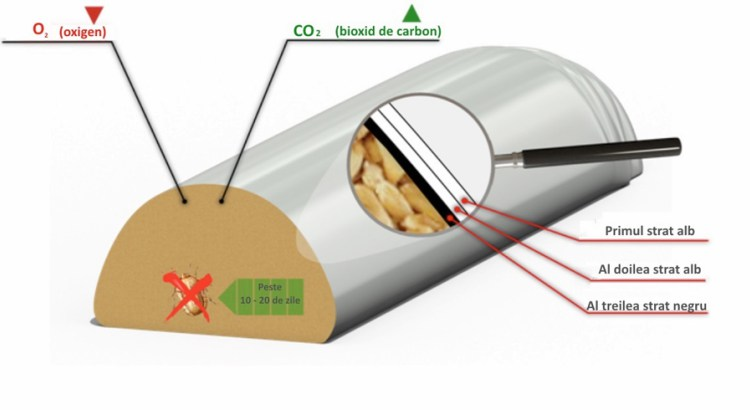 O₂ (oxigen)
CO₂ (bioxid de carbon)
Primul strat alb
Al doilea strat alb
Al treilea strat negru
Peste
10 - 20 de zile